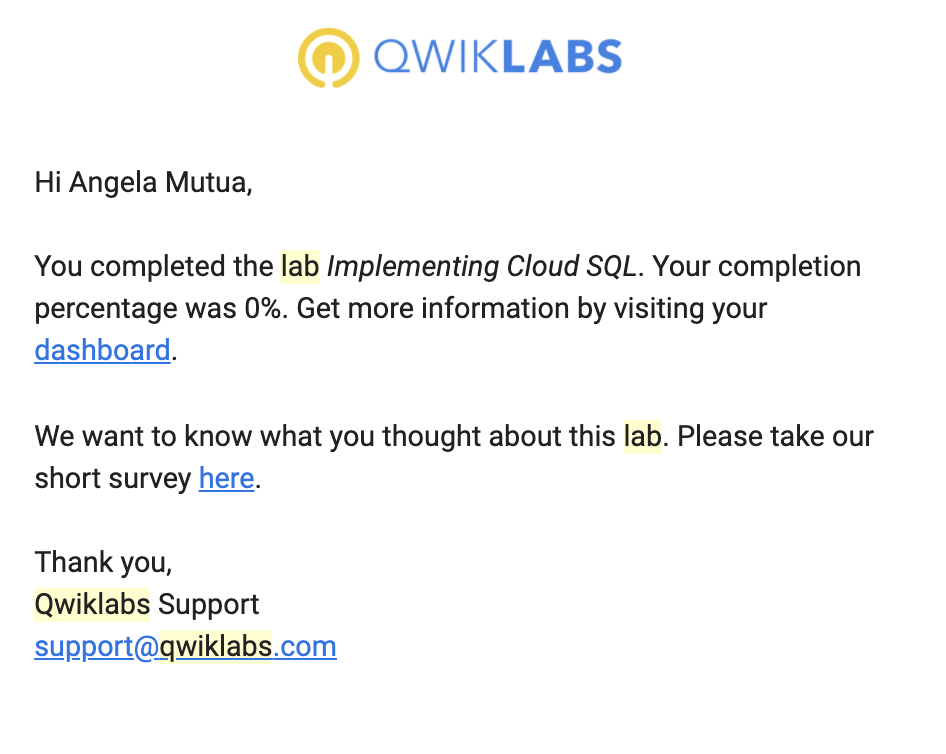 QWIKLABS
Hi Angela Mutua,
You completed the lab Implementing Cloud SQL. Your completion
percentage was 0%. Get more information by visiting your
dashboard.
We want to know what you thought about this lab. Please take our
short survey here.
Thank you,
Qwiklabs Support
support@qwiklabs.com